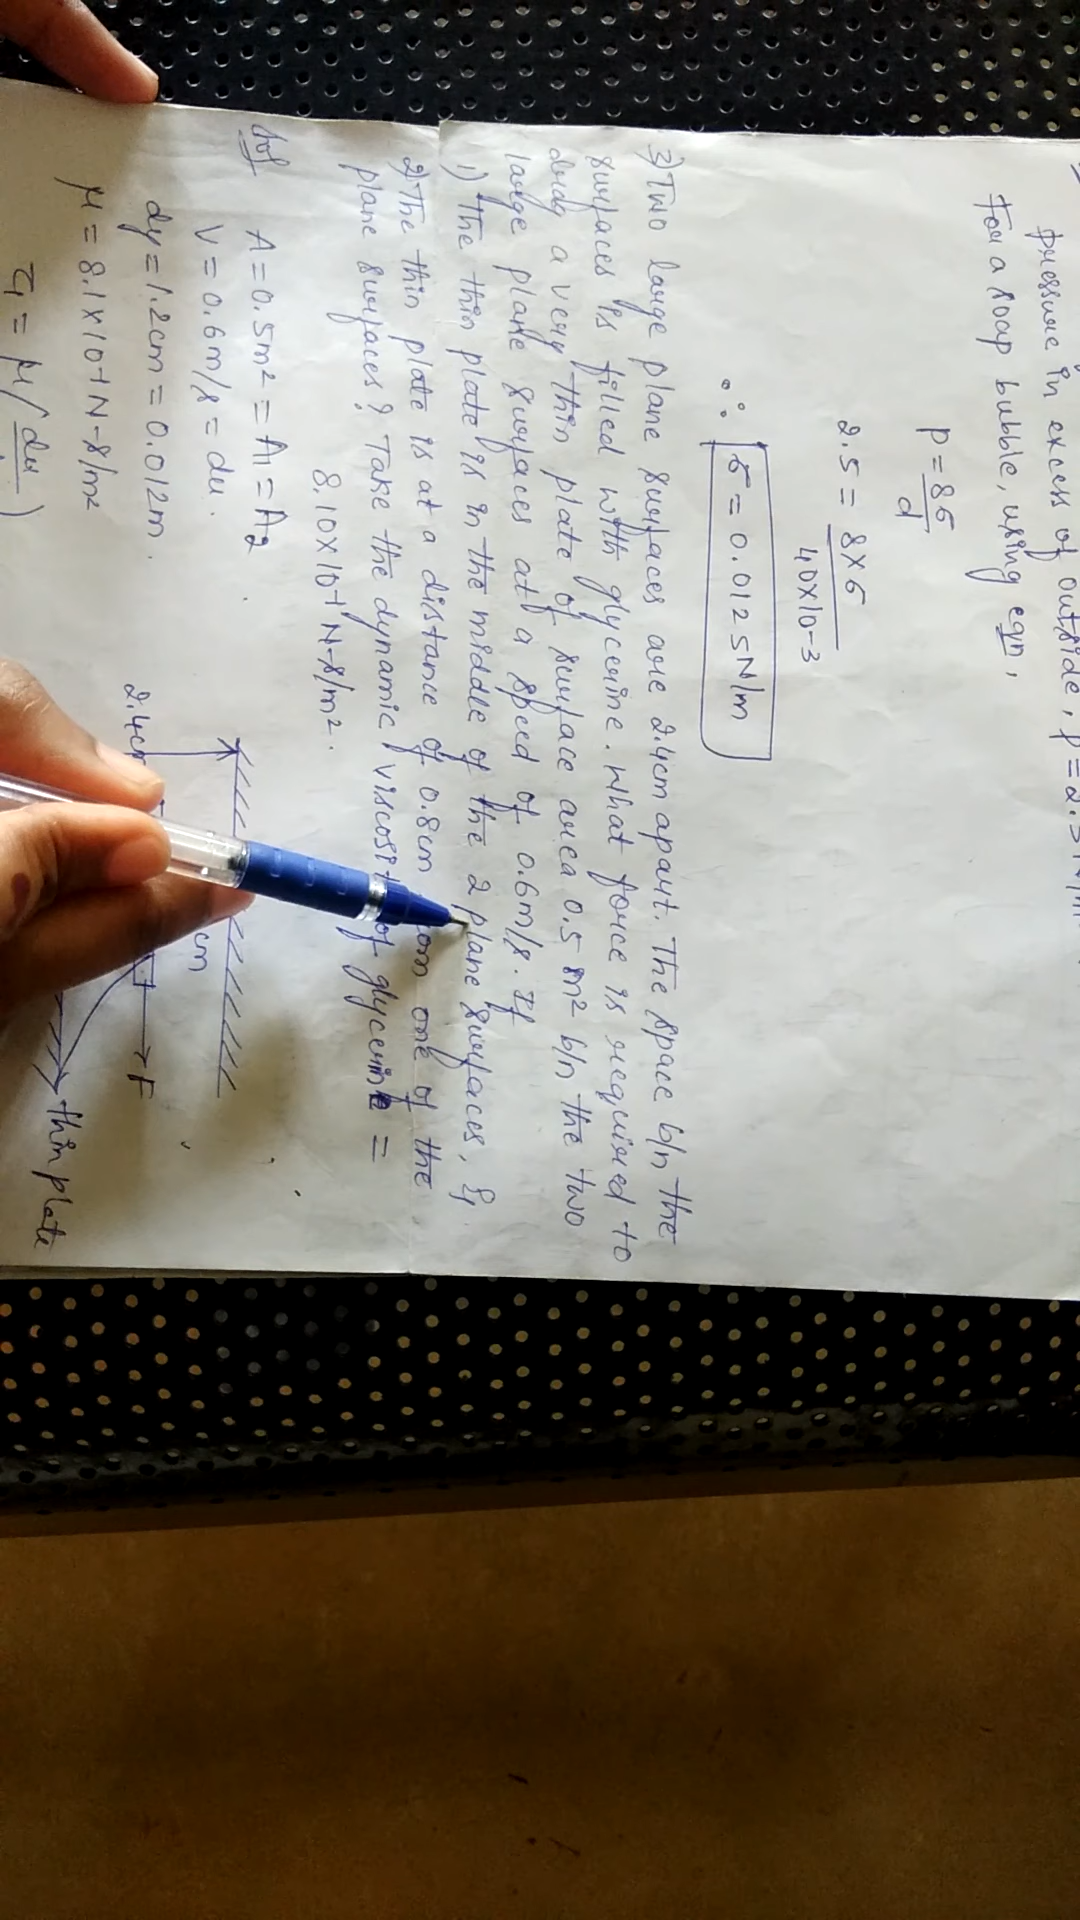 pressure in excess of outside, p = 2.5 N/m
For a soap bubble, using eqn,
P = 8σ/d
2.5 = 8×σ/40×10-3
∴ σ = 0.0125 N/m
3) Two large plane surfaces are 2.4cm apart. The space b/n the
surfaces is filled with glycerine. what force is required to
drag a very thin plate of surface area 0.5 m² b/n the two
large plane surfaces at a speed of 0.6m/s. If
1) The thin plate is in the middle of the 2 plane surfaces, &
2) The thin plate is at a distance of 0.8cm one of the
plane surfaces? Take the dynamic of glycerine =
8.10×10-1 N-s/m².
Sol A = 0.5m² = A1 = A2
V = 0.6m/s = du.
dy = 1.2cm = 0.012m.
μ = 8.1×10-1 N-s/m²
τ1 = μ (du
2.4cm
cm
F
thin plate